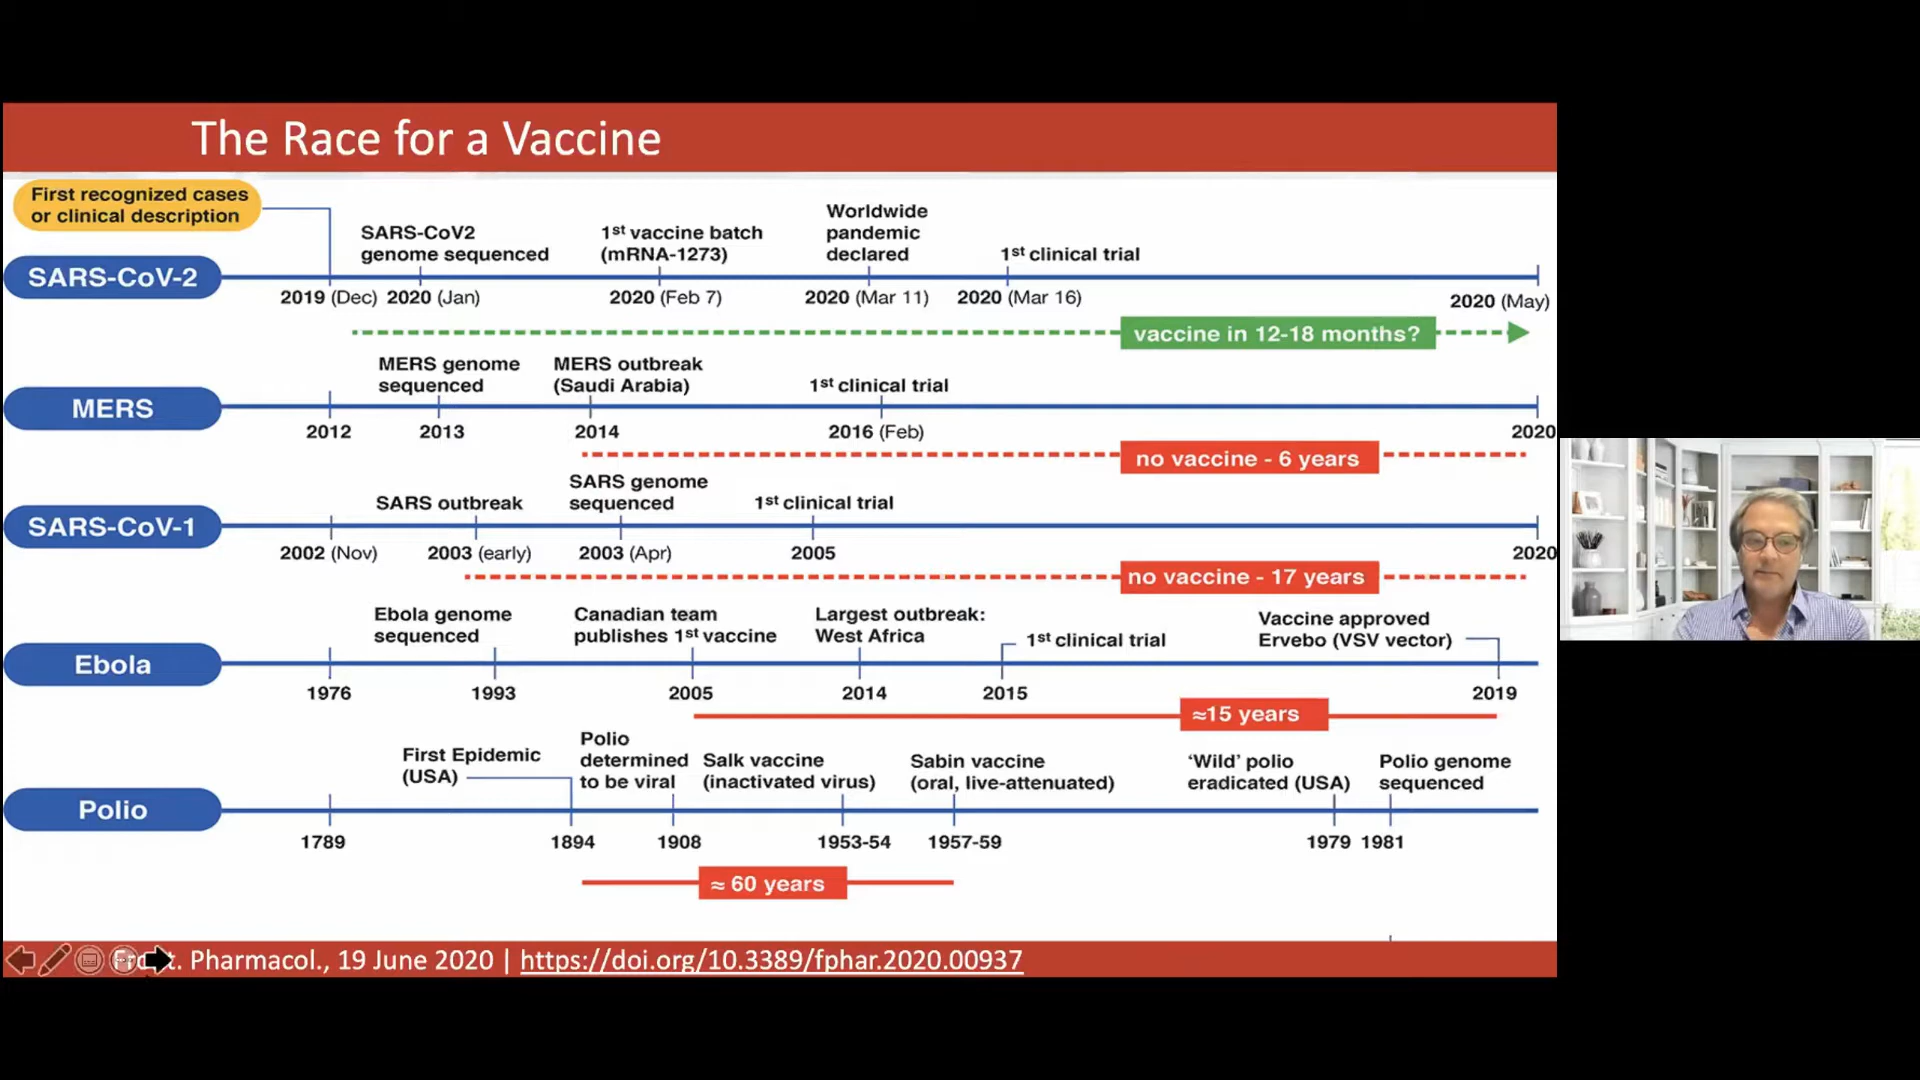 The Race for a Vaccine
First recognized cases
or clinical description
SARS-CoV-2
SARS-CoV2
genome sequenced
1st vaccine batch
(mRNA-1273)
Worldwide
pandemic
declared
1st clinical trial
2019 (Dec)
2020 (Jan)
2020 (Feb 7)
2020 (Mar 11)
2020 (Mar 16)
2020 (May)
vaccine in 12-18 months?
MERS
MERS genome
sequenced
MERS outbreak
(Saudi Arabia)
1st clinical trial
2012
2013
2014
2016 (Feb)
2020
no vaccine - 6 years
SARS-CoV-1
SARS outbreak
SARS genome
sequenced
1st clinical trial
2002 (Nov)
2003 (early)
2003 (Apr)
2005
2020
no vaccine - 17 years
Ebola
Ebola genome
sequenced
Canadian team
publishes 1st vaccine
Largest outbreak:
West Africa
1st clinical trial
Vaccine approved
Ervebo (VSV vector)
1976
1993
2005
2014
2015
2019
≈15 years
Polio
First Epidemic
(USA)
Polio
determined
to be viral
Salk vaccine
(inactivated virus)
Sabin vaccine
(oral, live-attenuated)
‘Wild’ polio
eradicated (USA)
Polio genome
sequenced
1789
1894
1908
1953-54
1957-59
1979
1981
≈ 60 years
Pharmacol., 19 June 2020 | https://doi.org/10.3389/fphar.2020.00937